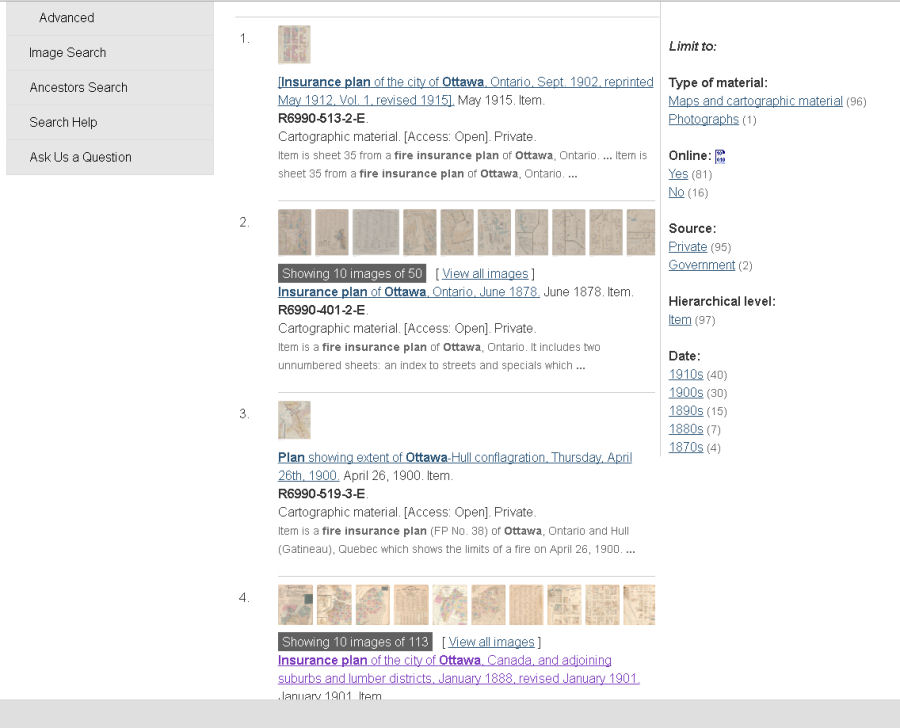 Advanced
Image Search
Ancestors Search
Search Help
Ask Us a Question
1.
[Insurance plan of the city of Ottawa, Ontario, Sept. 1902, reprinted
May 1912, Vol. 1, revised 1915]. May 1915. Item.
R6990-513-2-E.
Cartographic material. [Access: Open]. Private.
Item is sheet 35 from a fire insurance plan of Ottawa, Ontario. ... Item is
sheet 35 from a fire insurance plan of Ottawa, Ontario. ...
2.
Showing 10 images of 50 [ View all images ]
Insurance plan of Ottawa, Ontario, June 1878. June 1878. Item.
R6990-401-2-E.
Cartographic material. [Access: Open]. Private.
Item is a fire insurance plan of Ottawa, Ontario. It includes two
unnumbered sheets: an index to streets and specials which ...
3.
Plan showing extent of Ottawa-Hull conflagration, Thursday, April
26th, 1900. April 26, 1900. Item.
R6990-519-3-E.
Cartographic material. [Access: Open]. Private.
Item is a fire insurance plan (FP No. 38) of Ottawa, Ontario and Hull
(Gatineau), Quebec which shows the limits of a fire on April 26, 1900. ...
4.
Showing 10 images of 113 [ View all images ]
Insurance plan of the city of Ottawa, Canada, and adjoining
suburbs and lumber districts, January 1888, revised January 1901.
January 1901. Item.
Limit to:
Type of material:
Maps and cartographic material (96)
Photographs (1)
Online:
Yes (81)
No (16)
Source:
Private (95)
Government (2)
Hierarchical level:
Item (97)
Date:
1910s (40)
1900s (30)
1890s (15)
1880s (7)
1870s (4)